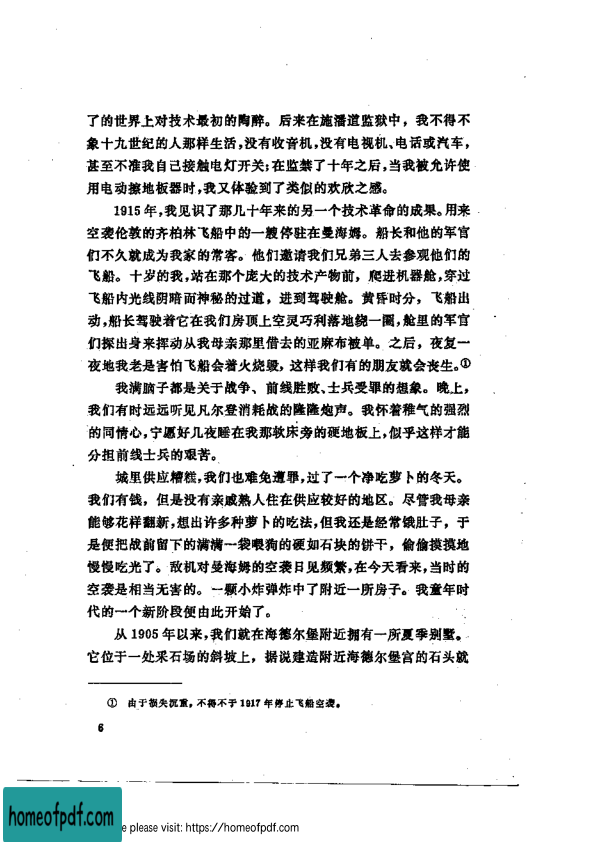 了的世界上对技术最初的陶醉。后来在施潘道监狱中，我不得不
象十九世纪的人那样生活，没有收音机，没有电视机、电话或汽车，
甚至不准我自己接触电灯开关；在监禁了十年之后，当我被允许使
用电动擦地板器时，我又体验到了类似的欢欣之感。
1915年，我见识了那几十年来的另一个技术革命的成果。用来
空袭伦敦的齐柏林飞船中的一艘停驻在曼海姆。船长和他的军官
们不久就成为我家的常客。他们邀请我们兄弟三人去参观他们的
飞船。十岁的我，站在那个庞大的技术产物前，爬进机器舱，穿过
飞船内光线阴暗而神秘的过道，进到驾驶舱。黄昏时分，飞船出
动，船长驾驶着它在我们房顶上空灵巧利落地绕一圈，舱里的军官
们探出身来挥动从我母亲那里借去的亚麻布被单。之后，夜复一
夜地我老是害怕飞船会着火烧毁，这样我们有的朋友就会丧生。①
我满脑子都是关于战争、前线胜败、士兵受罪的想象。晚上，
我们有时远远听见凡尔登消耗战的隆隆炮声。我怀着稚气的强烈
的同情心，宁愿好几夜睡在我那软床旁的硬地板上，似乎这样才能
分担前线士兵的艰苦。
城里供应糟糕，我们也难免遭罪，过了一个净吃萝卜的冬天。
我们有钱，但是没有亲戚熟人住在供应较好的地区。尽管我母亲
能够花样翻新，想出许多种萝卜的吃法，但我还是经常饿肚子，于
是便把战前留下的满满一袋喂狗的硬如石块的饼干，偷偷摸摸地
慢慢吃光了。敌机对曼海姆的空袭日见频繁，在今天看来，当时的
空袭是相当无害的。一颗小炸弹炸中了附近一所房子。我童年时
代的一个新阶段便由此开始了。
从1905年以来，我们就在海德尔堡附近拥有一所夏季别墅。
它位于一处采石场的斜坡上，据说建造附近海德尔堡宫的石头就
① 由于损失沉重，不得不于1917年停止飞船空袭。
6
homeofpdf.com
e please visit: https://homeofpdf.com